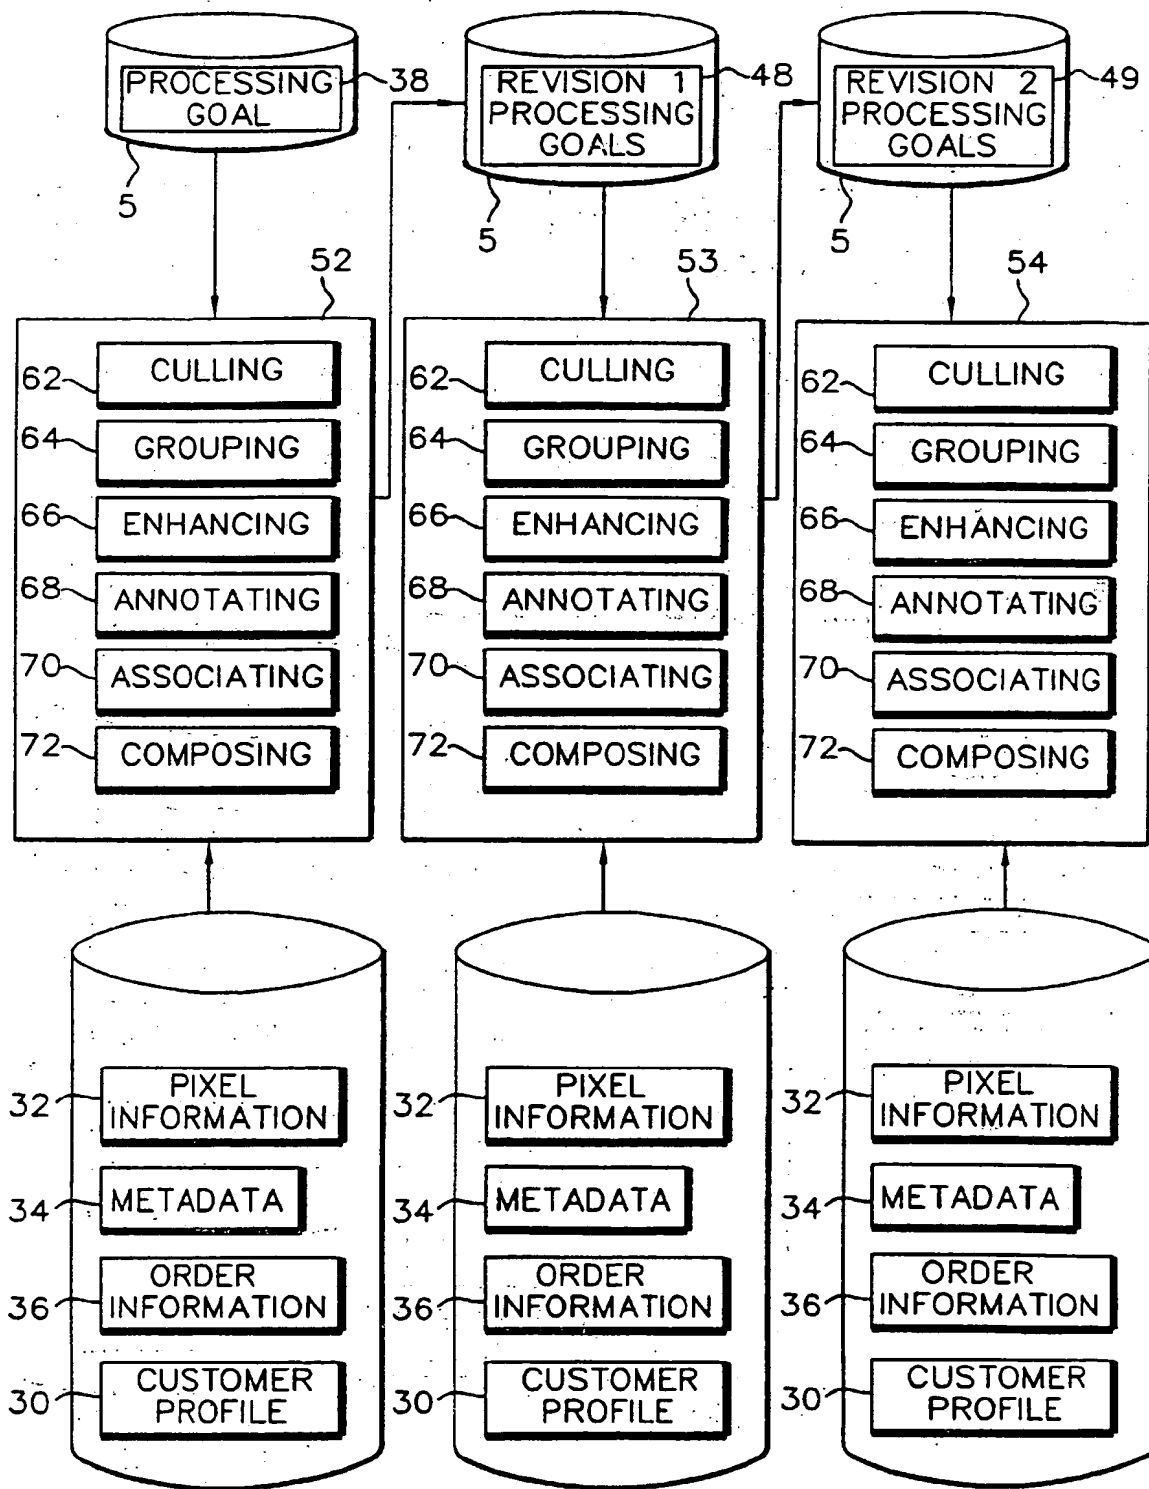 PROCESSING
GOAL
38
5
REVISION 1
PROCESSING
GOALS
48
5
REVISION 2
PROCESSING
GOALS
49
5
52
62
CULLING
64
GROUPING
66
ENHANCING
68
ANNOTATING
70
ASSOCIATING
72
COMPOSING
53
62
CULLING
64
GROUPING
66
ENHANCING
68
ANNOTATING
70
ASSOCIATING
72
COMPOSING
54
62
CULLING
64
GROUPING
66
ENHANCING
68
ANNOTATING
70
ASSOCIATING
72
COMPOSING
32
PIXEL
INFORMATION
34
METADATA
36
ORDER
INFORMATION
30
CUSTOMER
PROFILE
32
PIXEL
INFORMATION
34
METADATA
36
ORDER
INFORMATION
30
CUSTOMER
PROFILE
32
PIXEL
INFORMATION
34
METADATA
36
ORDER
INFORMATION
30
CUSTOMER
PROFILE